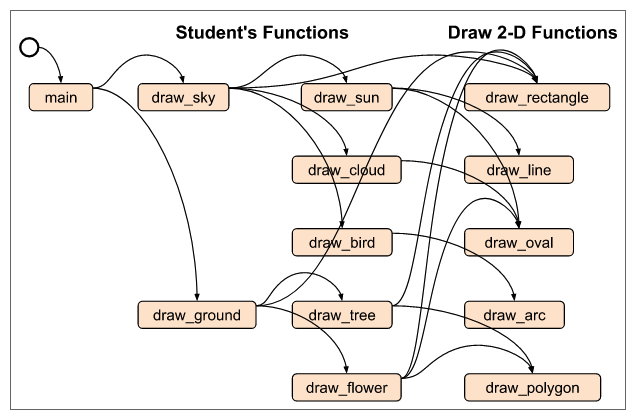 Student's Functions
Draw 2-D Functions
main
draw_sky
draw_sun
draw_rectangle
draw_cloud
draw_line
draw_bird
draw_oval
draw_ground
draw_tree
draw_arc
draw_flower
draw_polygon